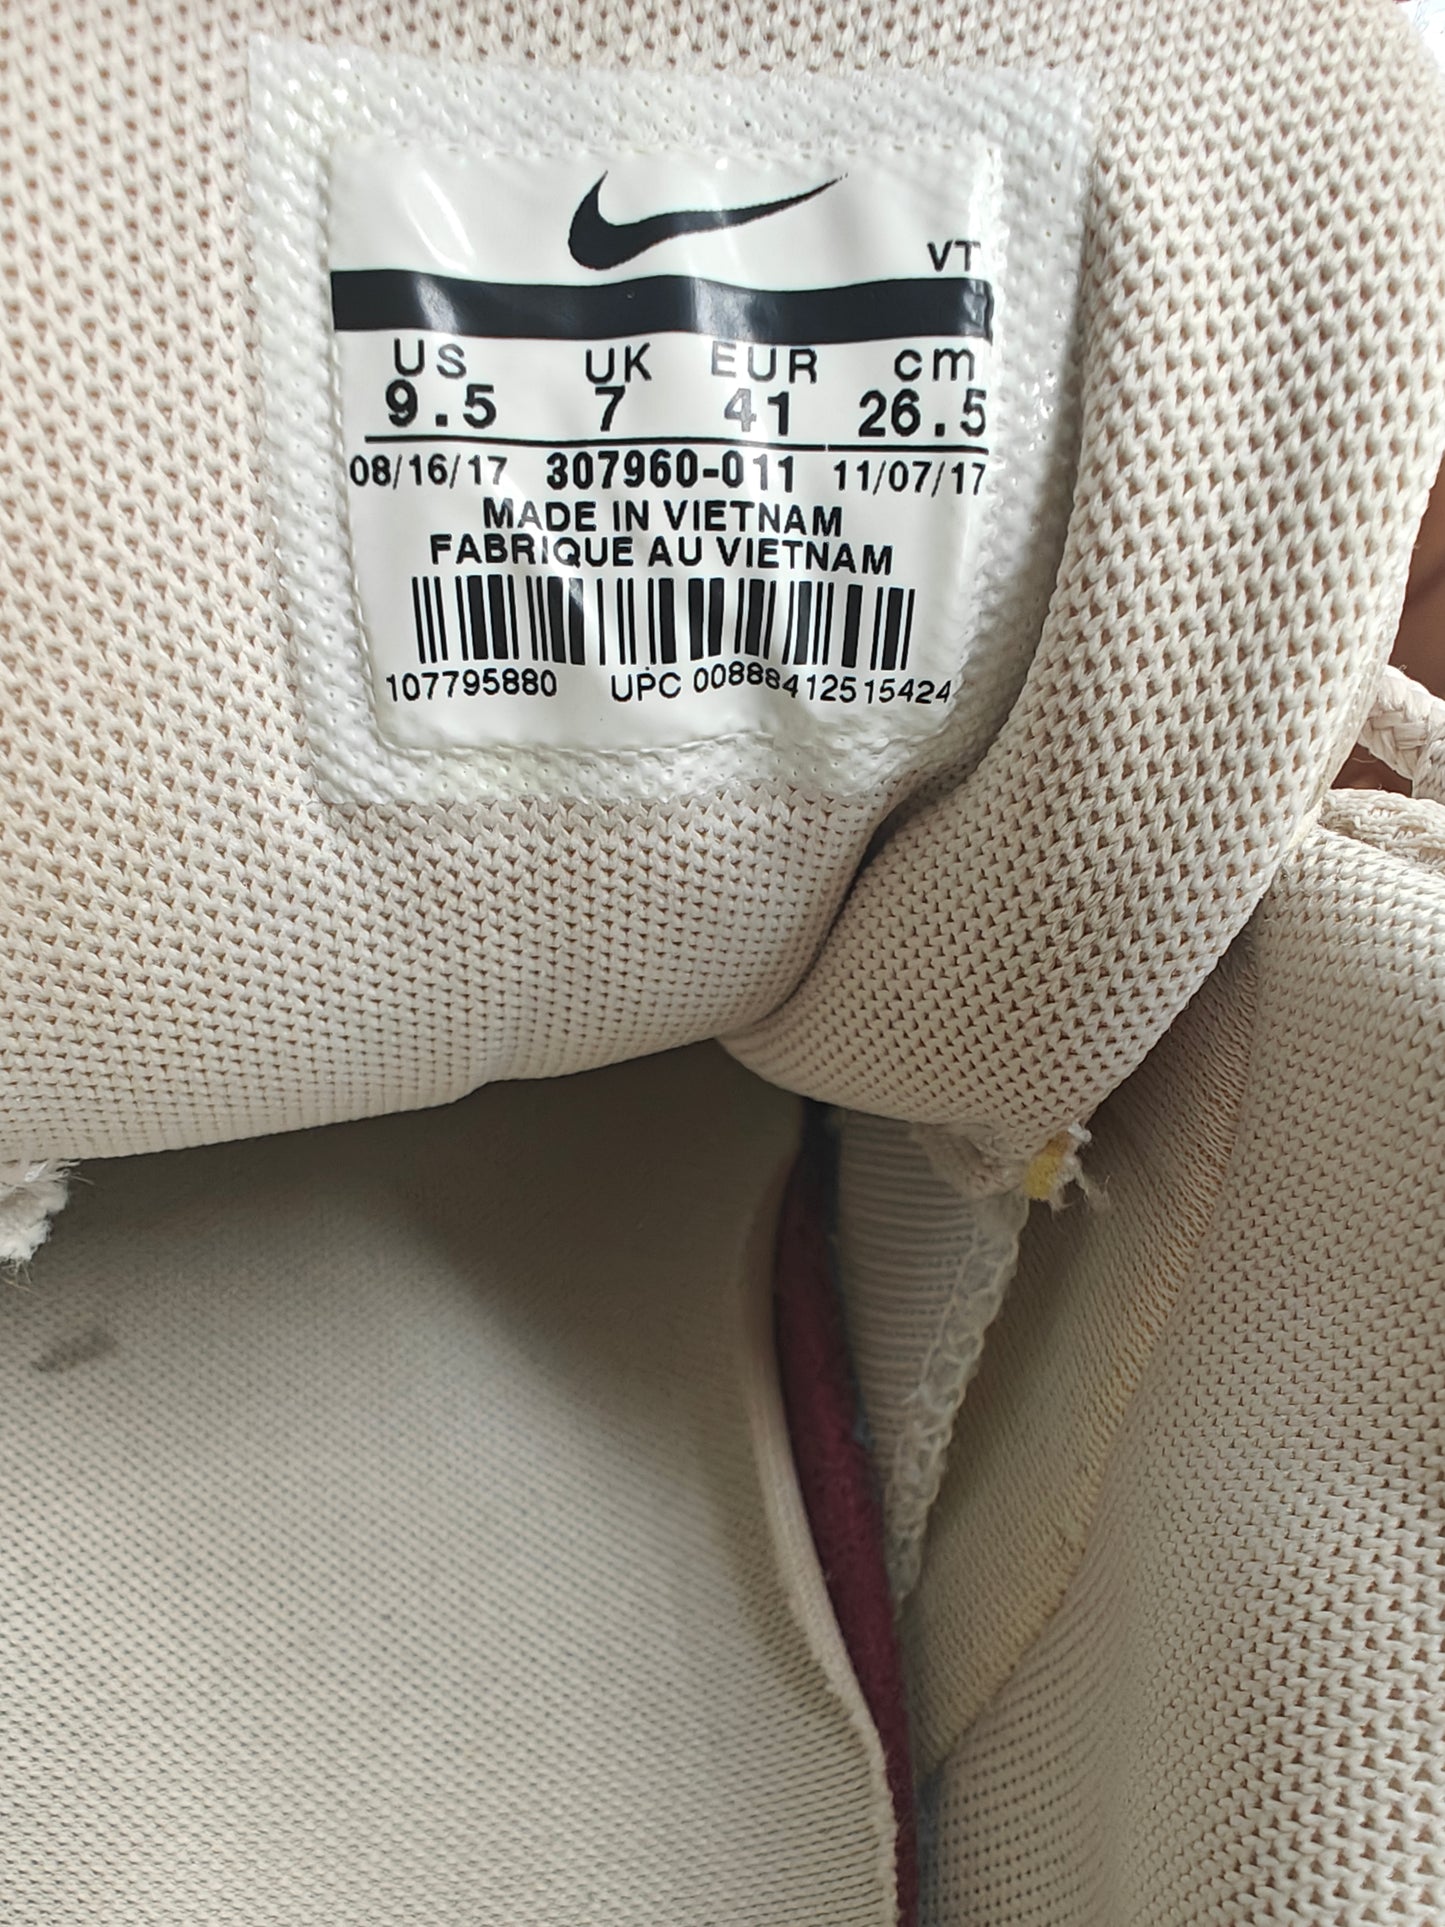 VT
US UK EUR cm
9.5 7 41 26.5
08/16/17 307960-011 11/07/17
MADE IN VIETNAM
FABRIQUE AU VIETNAM
107795880 UPC 00888412515424